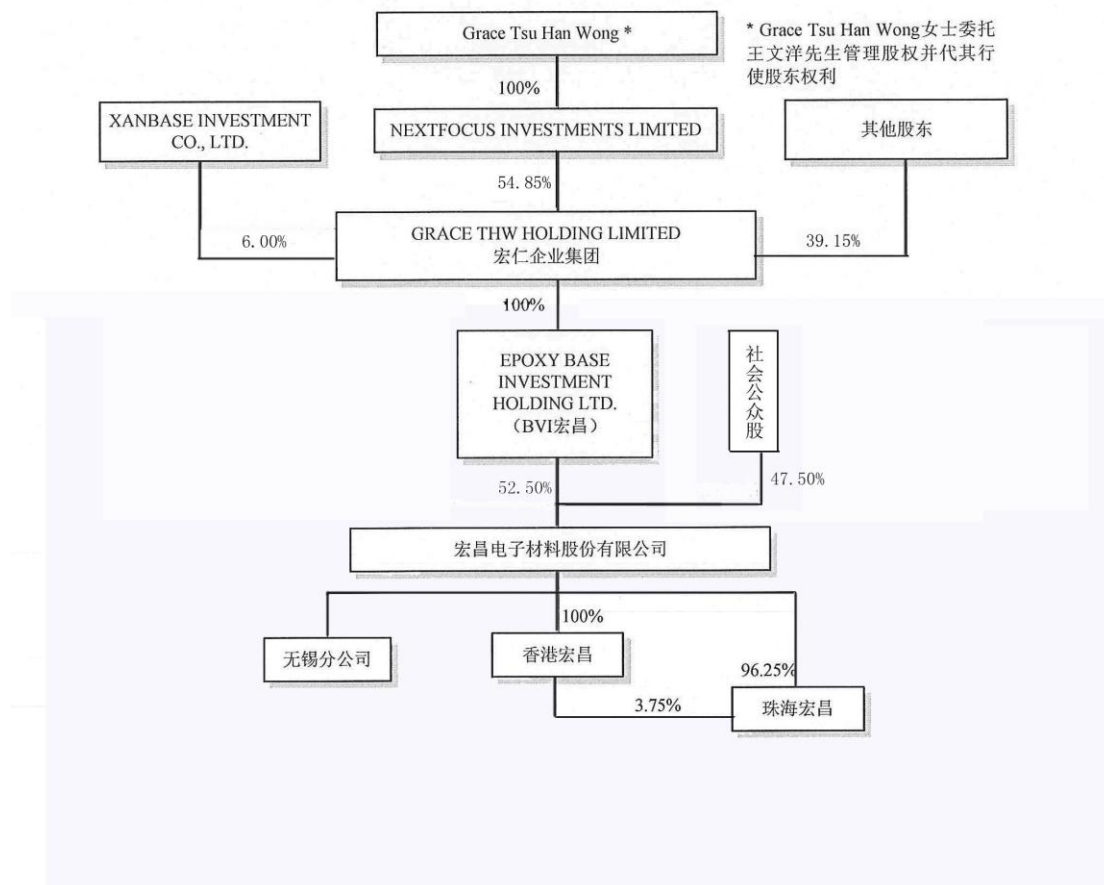 Grace Tsu Han Wong *
* Grace Tsu Han Wong女士委托
王文洋先生管理股权并代其行
使股东权利
100%
XANBASE INVESTMENT
CO., LTD.
NEXTFOCUS INVESTMENTS LIMITED
其他股东
54.85%
6.00%
GRACE THW HOLDING LIMITED
宏仁企业集团
39.15%
100%
EPOXY BASE
INVESTMENT
HOLDING LTD.
（BVI宏昌）
社会公众股
52.50%
47.50%
宏昌电子材料股份有限公司
100%
无锡分公司
香港宏昌
96.25%
3.75%
珠海宏昌